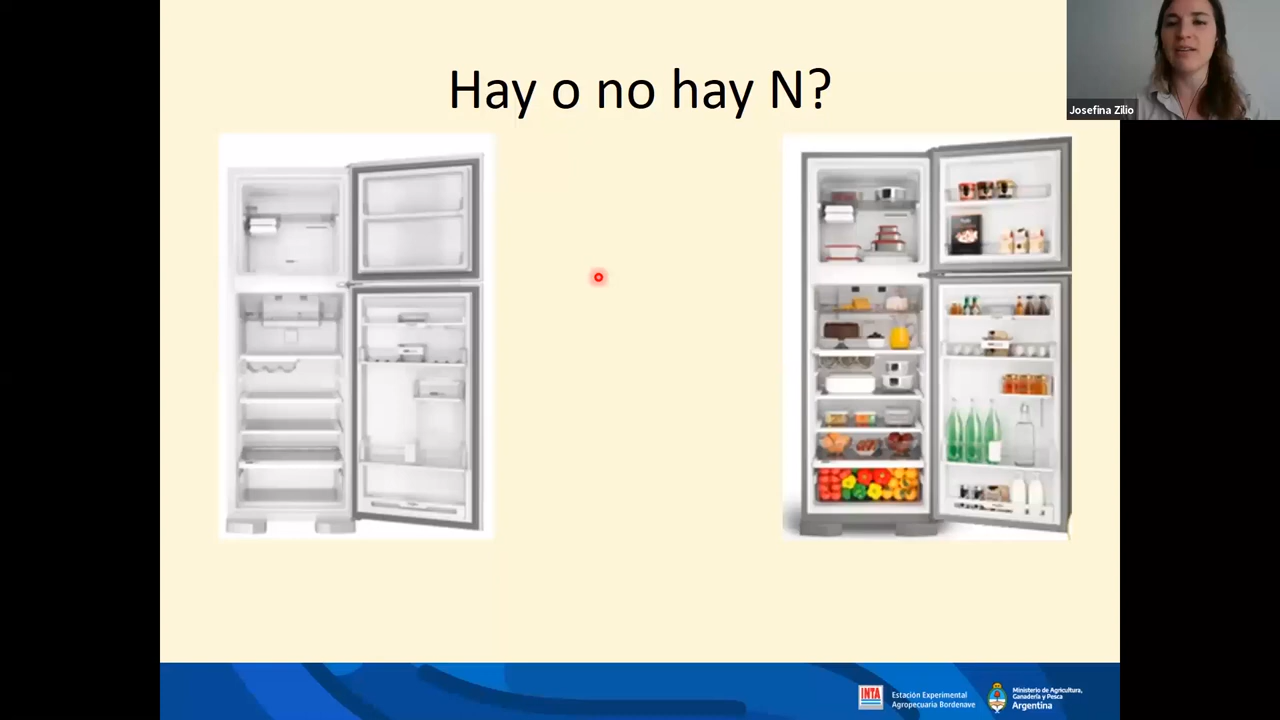 Hay o no hay N?
Josefina Zilio
INTA
Estación Experimental
Agropecuaria Bordenave
Ministerio de Agricultura,
Ganadería y Pesca
Argentina